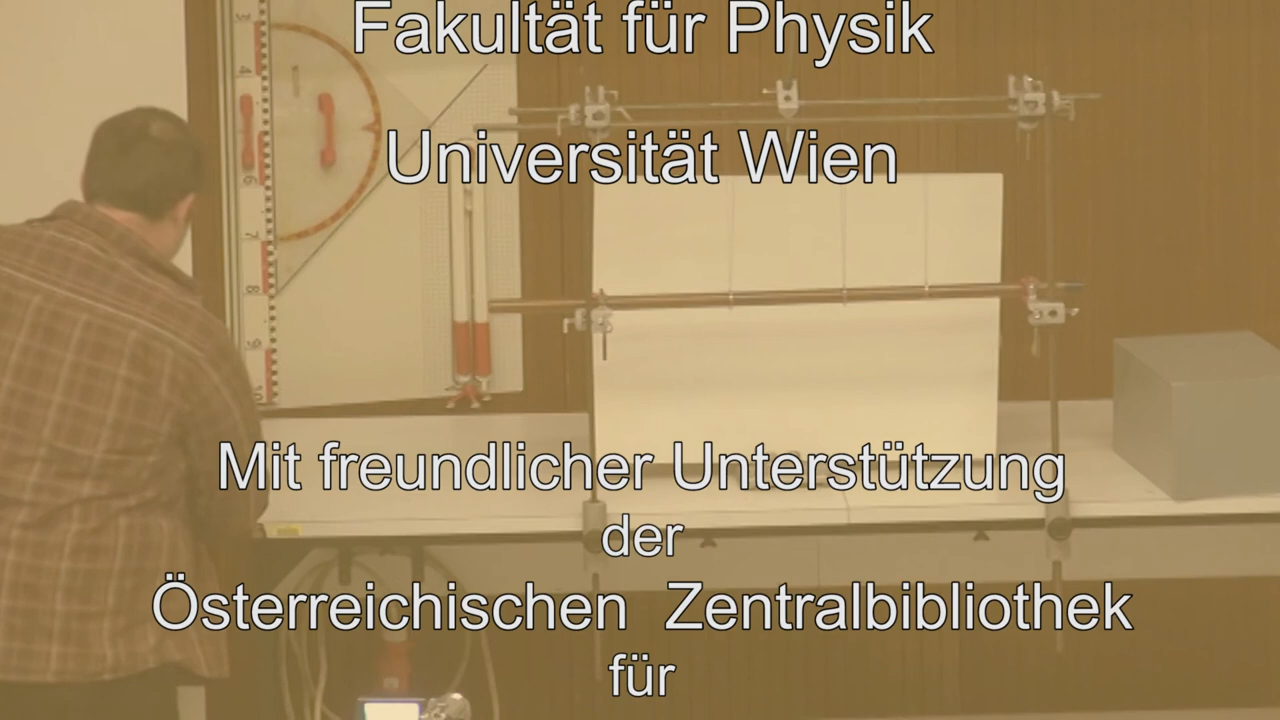 Fakultät für Physik
Universität Wien
Mit freundlicher Unterstützung
der
Österreichischen Zentralbibliothek
für